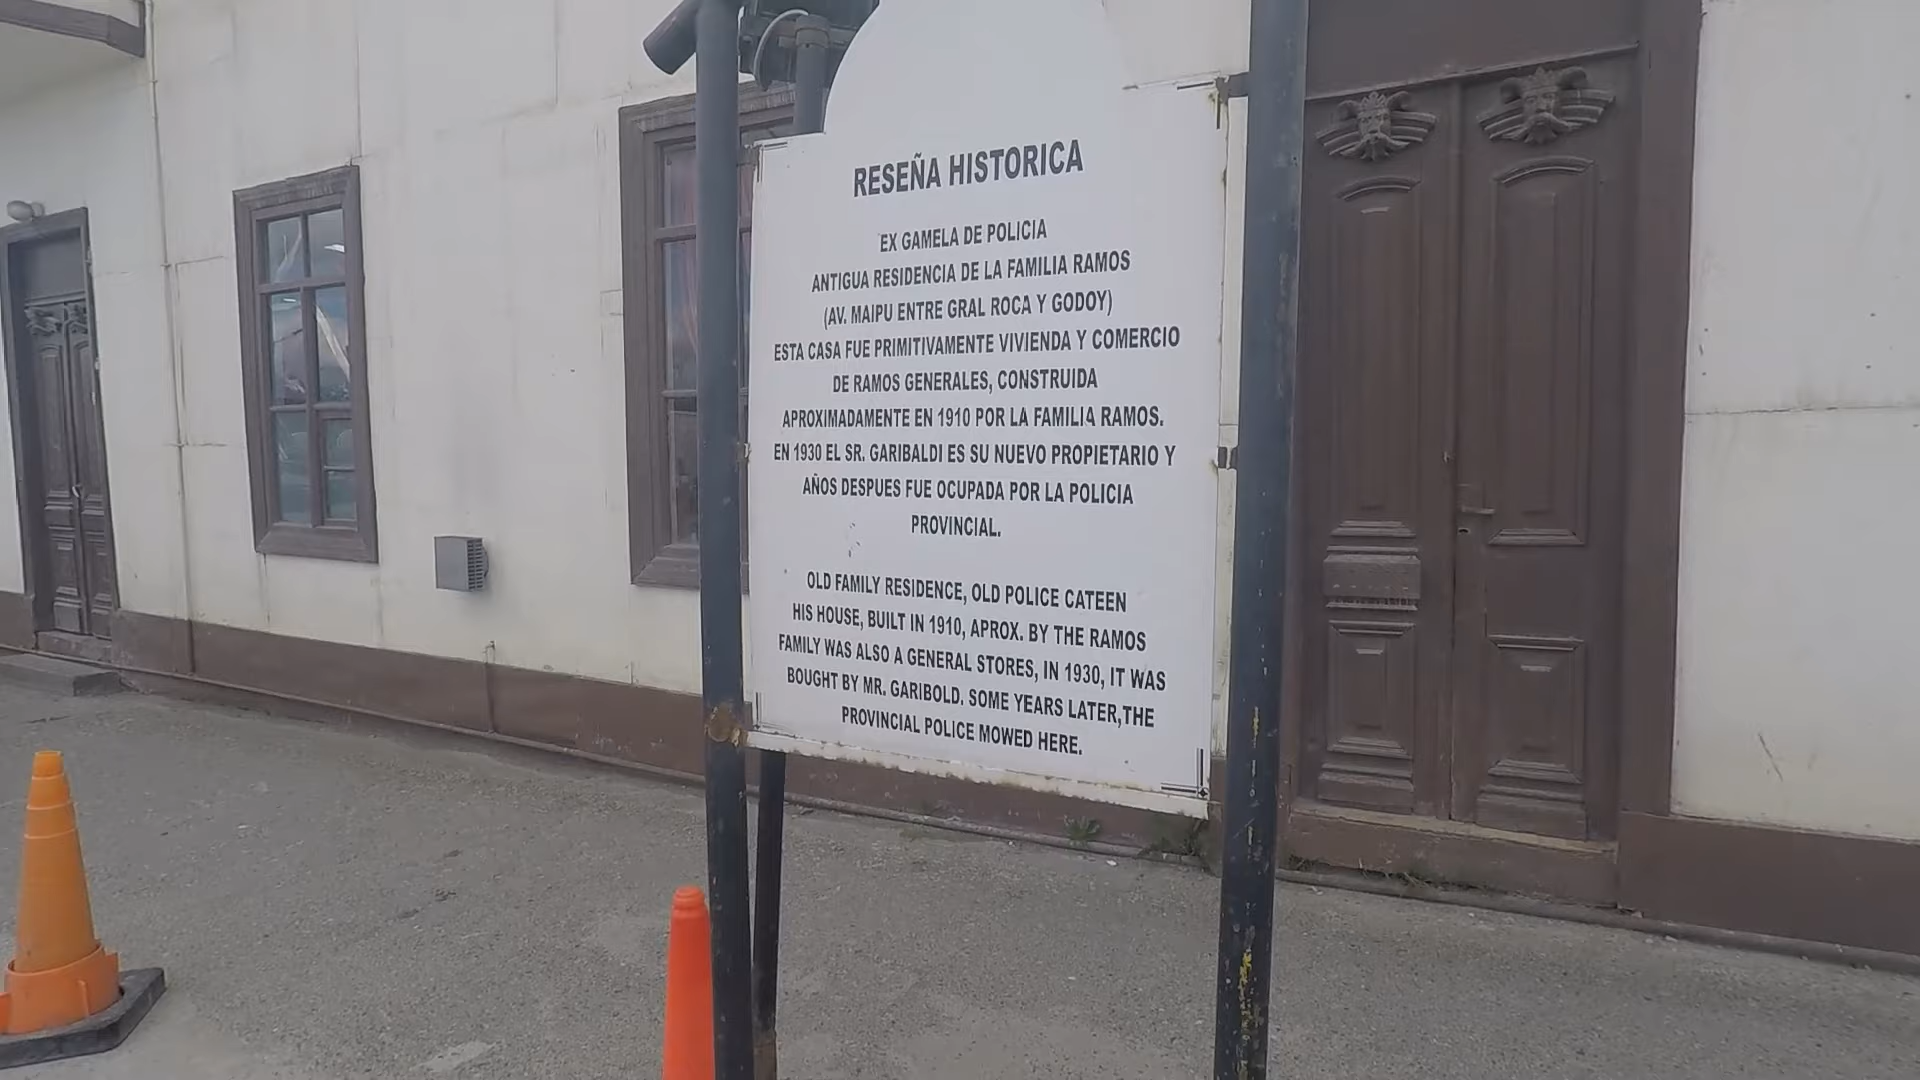 RESEÑA HISTORICA
EX GAMELA DE POLICIA
ANTIGUA RESIDENCIA DE LA FAMILIA RAMOS
(AV. MAIPU ENTRE GRAL ROCA Y GODOY)
ESTA CASA FUE PRIMITIVAMENTE VIVIENDA Y COMERCIO
DE RAMOS GENERALES, CONSTRUIDA
APROXIMADAMENTE EN 1910 POR LA FAMILIA RAMOS.
EN 1930 EL SR. GARIBALDI ES SU NUEVO PROPIETARIO Y
AÑOS DESPUES FUE OCUPADA POR LA POLICIA
PROVINCIAL.
OLD FAMILY RESIDENCE, OLD POLICE CATEEN
HIS HOUSE, BUILT IN 1910, APROX. BY THE RAMOS
FAMILY WAS ALSO A GENERAL STORES, IN 1930, IT WAS
BOUGHT BY MR. GARIBOLD. SOME YEARS LATER,THE
PROVINCIAL POLICE MOWED HERE.